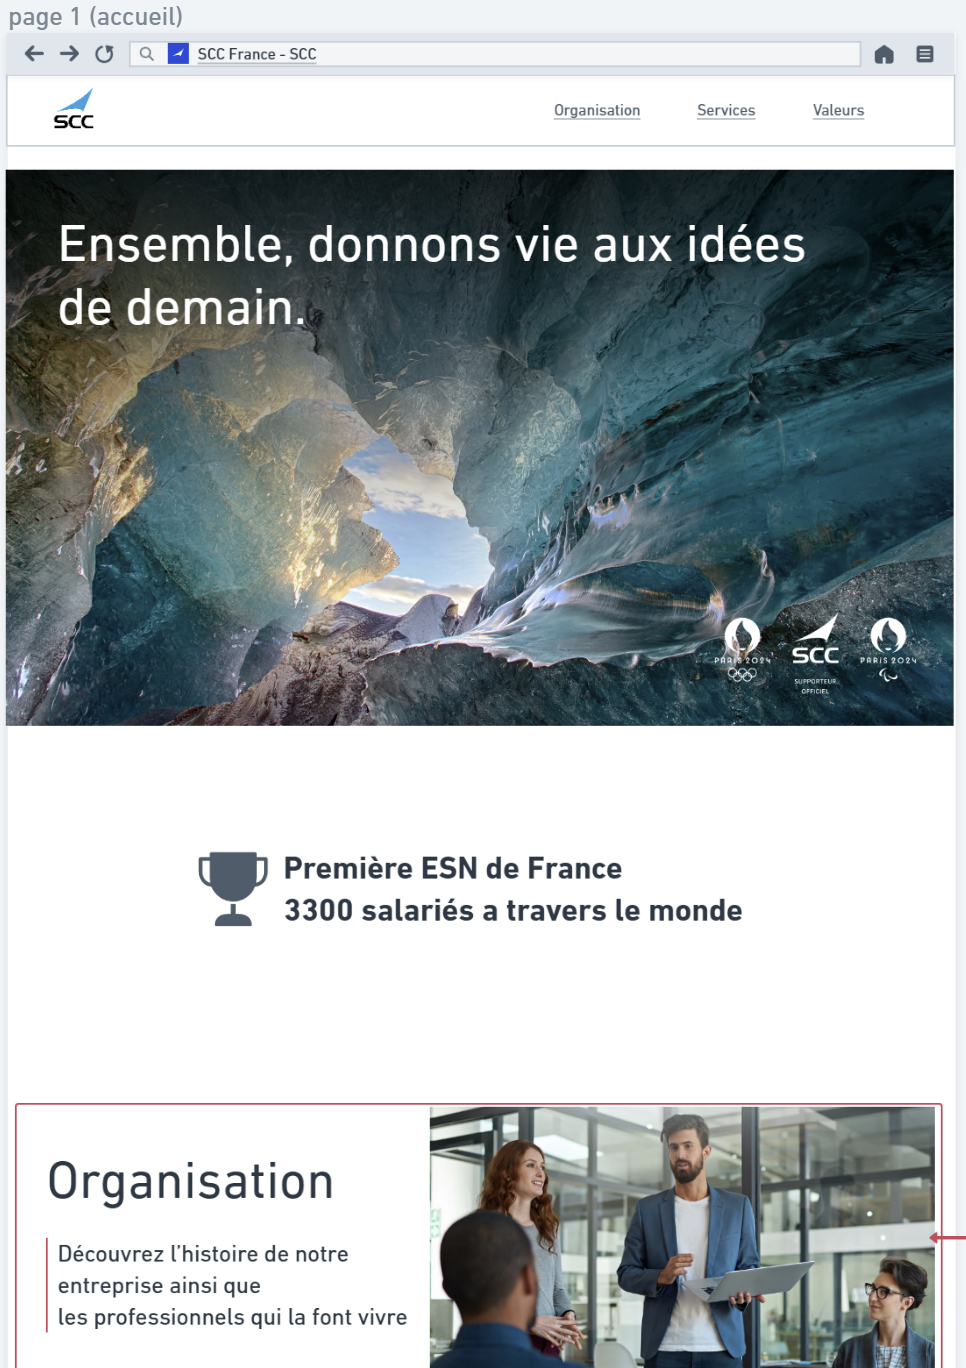 page 1 (accueil)
SCC France - SCC
SCC
Organisation
Services
Valeurs
Ensemble, donnons vie aux idées
de demain.
PARIS 2024
SCC
PARIS 2024
SUPPORTEUR
OFFICIEL
Première ESN de France
3300 salariés a travers le monde
Organisation
Découvrez l'histoire de notre
entreprise ainsi que
les professionnels qui la font vivre